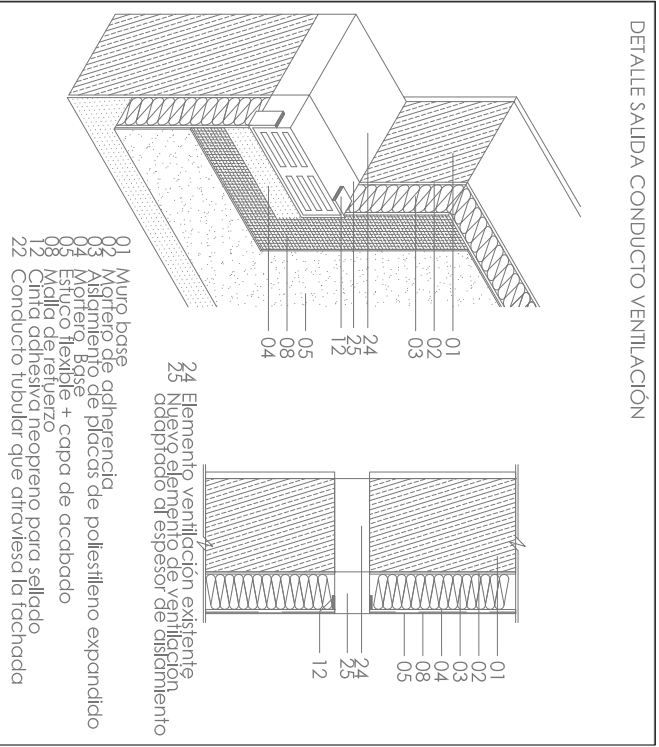 DETALLE SALIDA CONDUCTO VENTILACIÓN
01
02
03
24
25
12
05
08
04
01
02
03
04
08
05
24
25
12
24 Elemento ventilación existente
25 Nuevo elemento de ventilación
adaptado al espesor de aislamiento
01 Muro base
02 Mortero de adherencia
03 Aislamiento de placas de poliestileno expandido
04 Mortero Base
05 Estuco flexible + capa de acabado
08 Malla de refuerzo
12 Cinta adhesiva neopreno para sellado
22 Conducto tubular que atraviesa la fachada